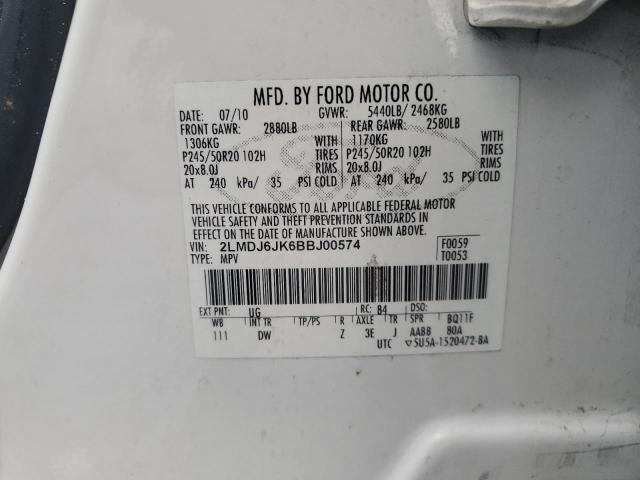 MFD. BY FORD MOTOR CO.
DATE: 07/10 GVWR: 5440LB/ 2468KG
FRONT GAWR: 2880LB REAR GAWR: 2580LB
1306KG WITH 1170KG WITH
P245/50R20 102H TIRES P245/50R20 102H TIRES
20x8.0J RIMS 20x8.0J RIMS
AT 240 kPa/ 35 PSI COLD AT 240 kPa/ 35 PSI COLD
THIS VEHICLE CONFORMS TO ALL APPLICABLE FEDERAL MOTOR
VEHICLE SAFETY AND THEFT PREVENTION STANDARDS IN
EFFECT ON THE DATE OF MANUFACTURE SHOWN ABOVE.
VIN: 2LMDJ6JK6BBJ00574 F0059
TYPE: MPV T0053
EXT PNT: UG RC: B4 DSO:
WB INT TR TP/PS R AXLE TR SPR BQ11F
111 DW Z 3E J AABB 80A
UTC ▽5U5A-1520472-BA